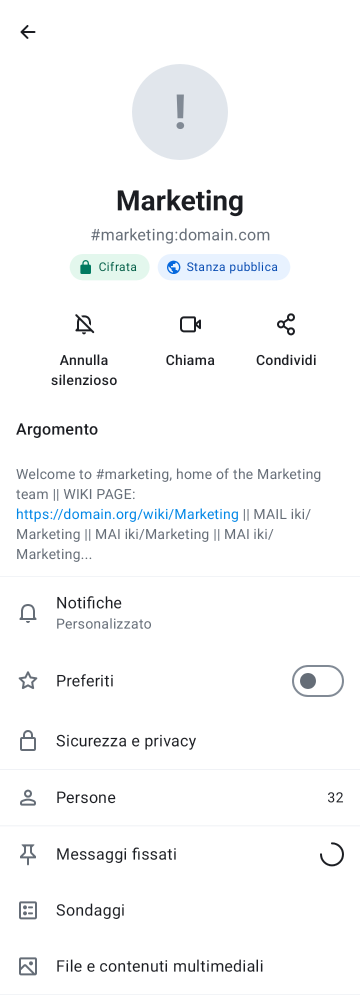 !
Marketing
#marketing:domain.com
Cifrata
Stanza pubblica
Annulla
silenzioso
Chiama
Condividi
Argomento
Welcome to #marketing, home of the Marketing
team || WIKI PAGE:
https://domain.org/wiki/Marketing || MAIL iki/
Marketing || MAI iki/Marketing || MAI iki/
Marketing...
Notifiche
Personalizzato
Preferiti
Sicurezza e privacy
Persone 32
Messaggi fissati
Sondaggi
File e contenuti multimediali